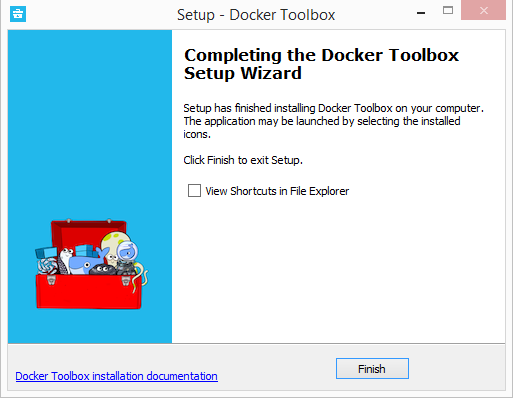 Setup - Docker Toolbox
Completing the Docker Toolbox
Setup Wizard
Setup has finished installing Docker Toolbox on your computer.
The application may be launched by selecting the installed
icons.
Click Finish to exit Setup.
View Shortcuts in File Explorer
Docker Toolbox installation documentation
Finish